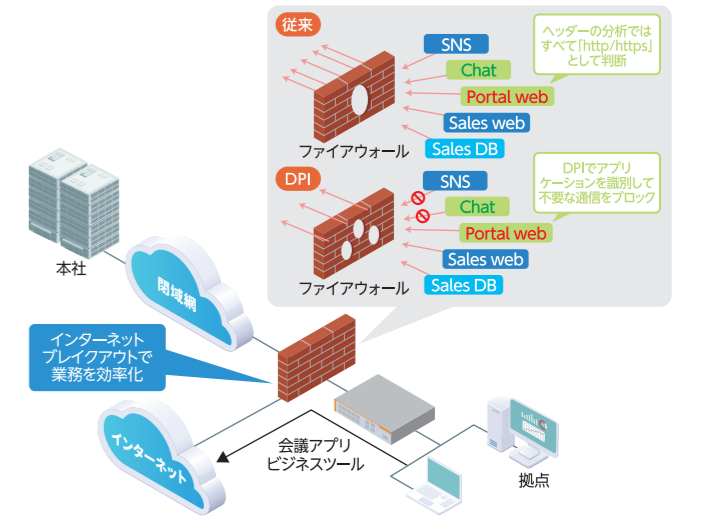 従来
SNS
Chat
Portal web
Sales web
Sales DB
ファイアウォール
ヘッダーの分析では
すべて「http/https」
として判断
DPI
SNS
Chat
Portal web
Sales web
Sales DB
ファイアウォール
DPIでアプリ
ケーションを識別して
不要な通信をブロック
本社
閉域網
インターネット
ブレイクアウトで
業務を効率化
インターネット
会議アプリ
ビジネスツール
拠点